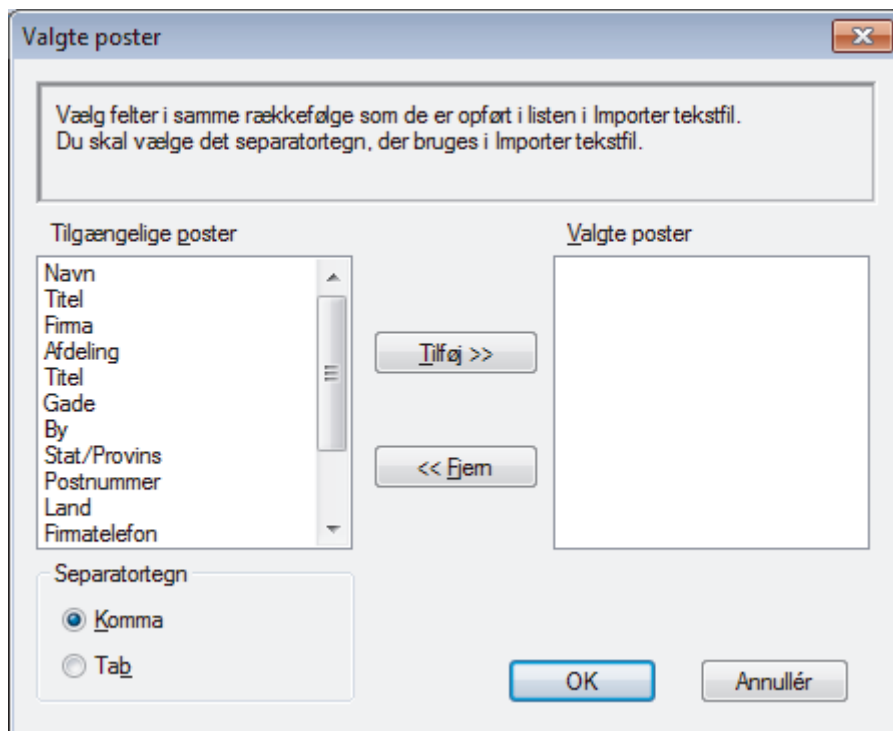 Valgte poster
Vælg felter i samme rækkefølge som de er opført i listen i Importer tekstfil.
Du skal vælge det separatortegn, der bruges i Importer tekstfil.
Tilgængelige poster
Navn
Titel
Firma
Afdeling
Titel
Gade
By
Stat/Provins
Postnummer
Land
Firmatelefon
Tilføj >>
<< Fjern
Valgte poster
Separatortegn
Komma
Tab
OK
Annullér